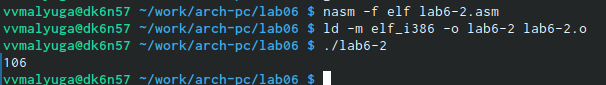 vvmalyuga@dk6n57 ~/work/arch-pc/lab06 $ nasm -f elf lab6-2.asm
vvmalyuga@dk6n57 ~/work/arch-pc/lab06 $ ld -m elf_i386 -o lab6-2 lab6-2.o
vvmalyuga@dk6n57 ~/work/arch-pc/lab06 $ ./lab6-2
106
vvmalyuga@dk6n57 ~/work/arch-pc/lab06 $